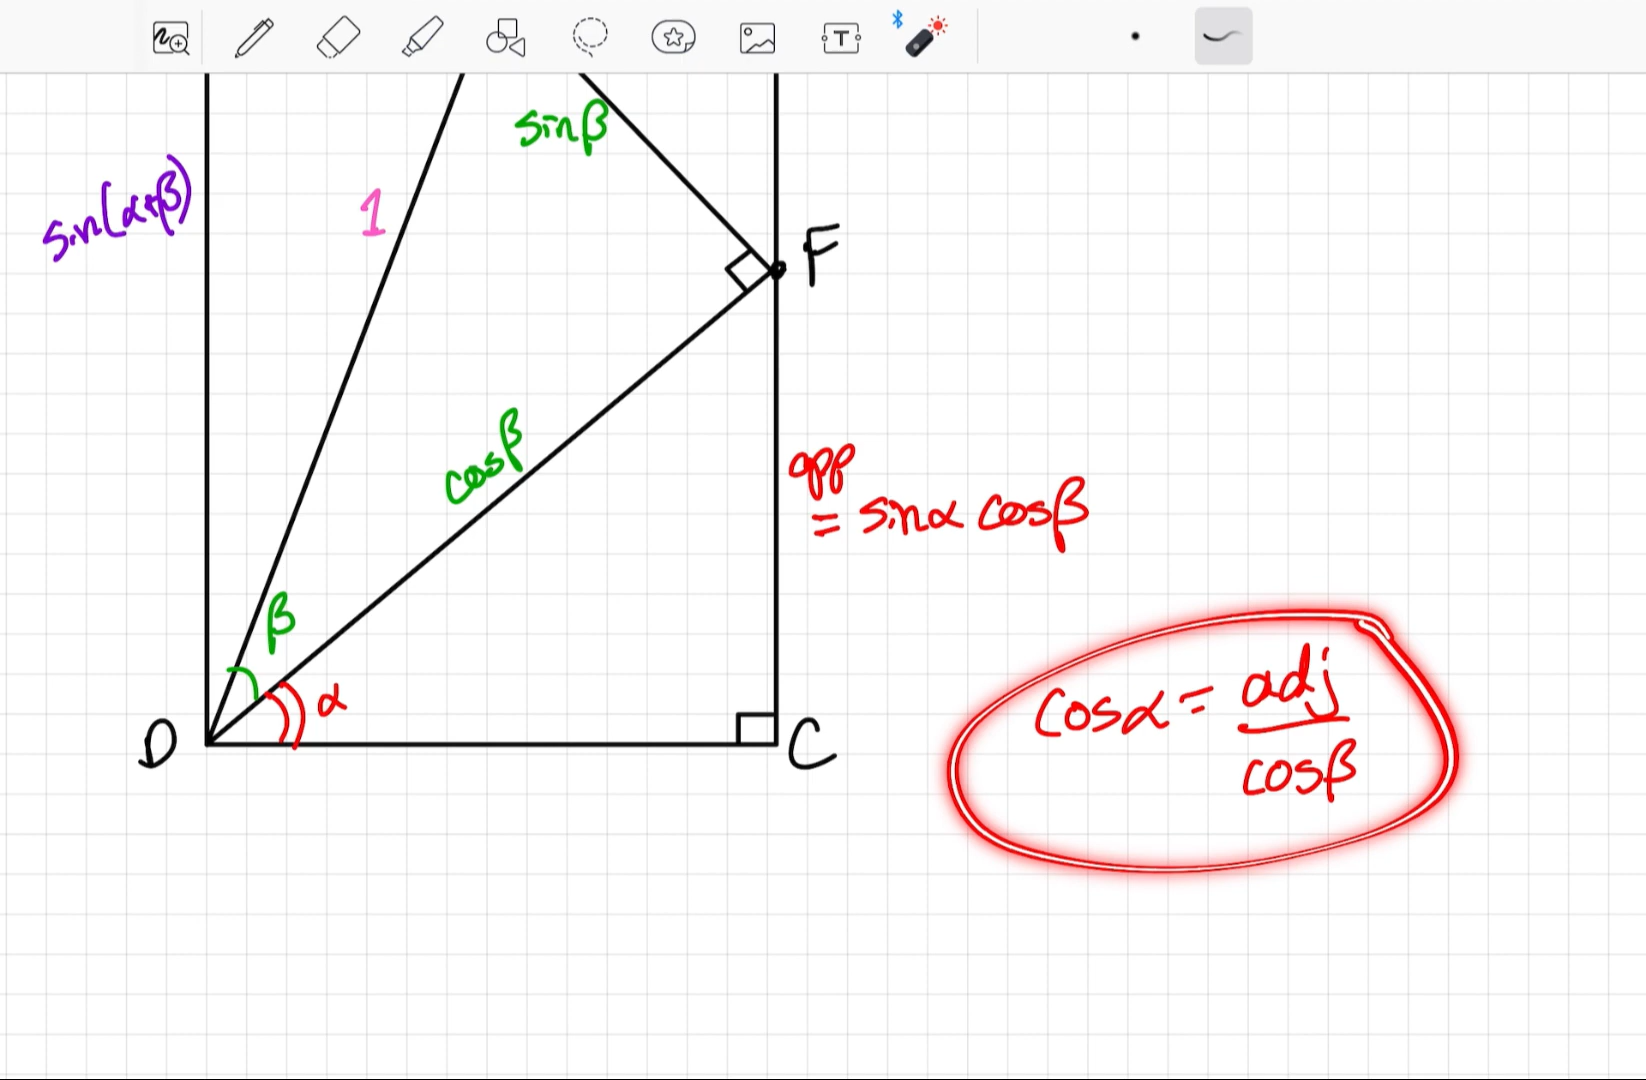 sinβ
sin(α+β)
1
F
cosβ
opp
= sinα cosβ
β
α
cosα = adj
cosβ
D
C
T